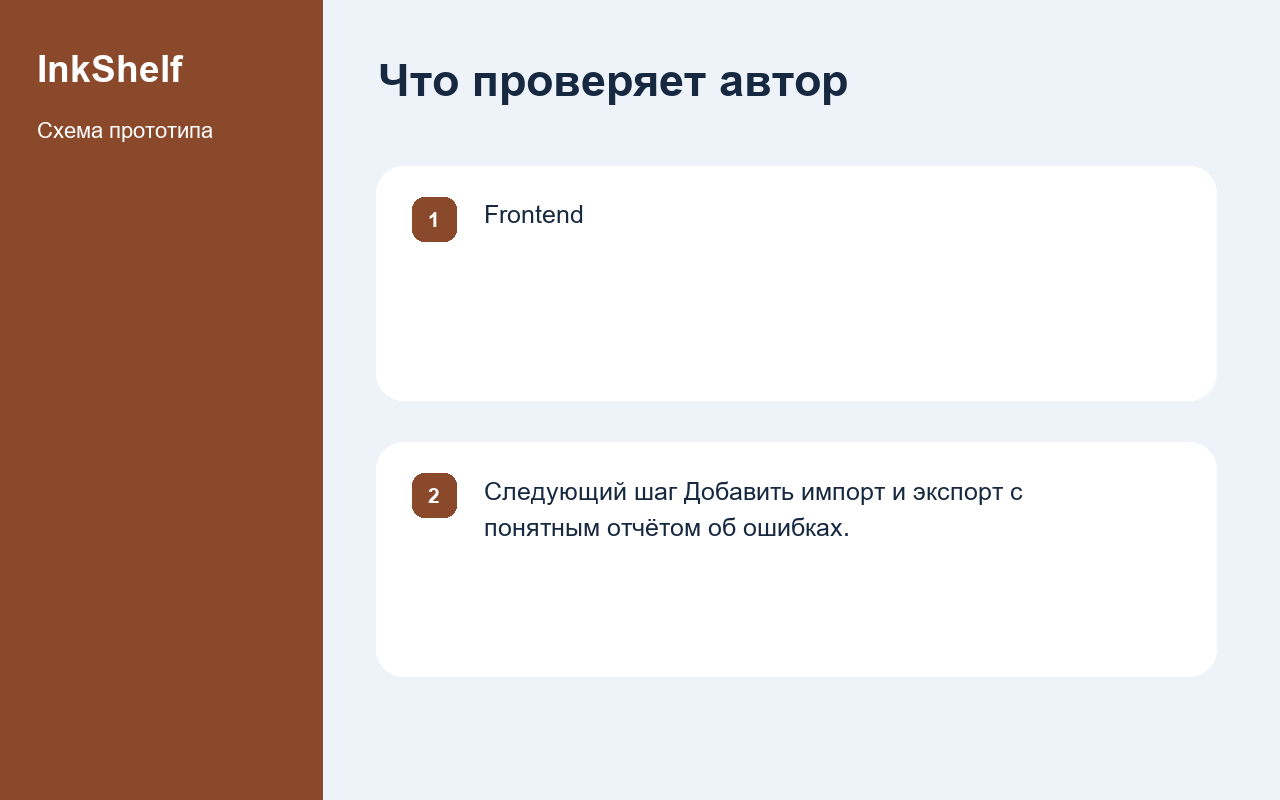 InkShelf
Схема прототипа
Что проверяет автор
1
Frontend
2
Следующий шаг Добавить импорт и экспорт с
понятным отчётом об ошибках.